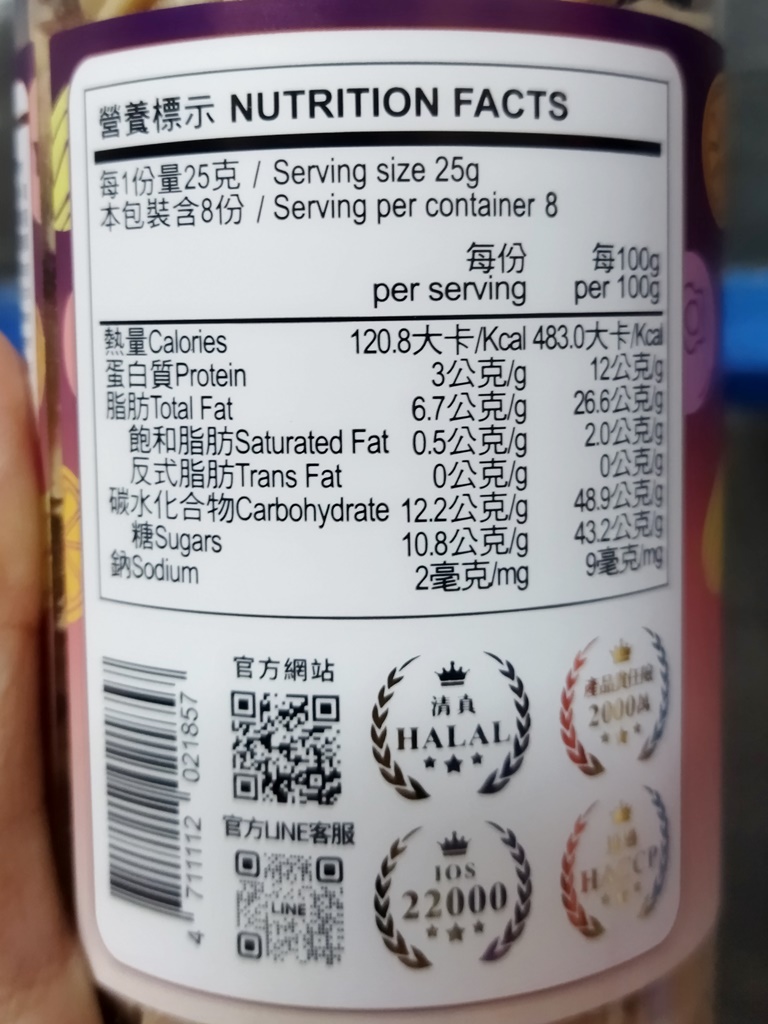 營養標示 NUTRITION FACTS
每1份量25克 / Serving size 25g
本包裝含8份 / Serving per container 8
每份 每100g
per serving per 100g
熱量Calories 120.8大卡/Kcal 483.0大卡/Kcal
蛋白質Protein 3公克/g 12公克/g
脂肪Total Fat 6.7公克/g 26.6公克/g
飽和脂肪Saturated Fat 0.5公克/g 2.0公克/g
反式脂肪Trans Fat 0公克/g 0公克/g
碳水化合物Carbohydrate 12.2公克/g 48.9公克/g
糖Sugars 10.8公克/g 43.2公克/g
鈉Sodium 2毫克/mg 9毫克/mg
官方網站
清真
HALAL
產品責任險
2000萬
4 711112 021857
官方LINE客服
LINE
IOS
22000
HACCP